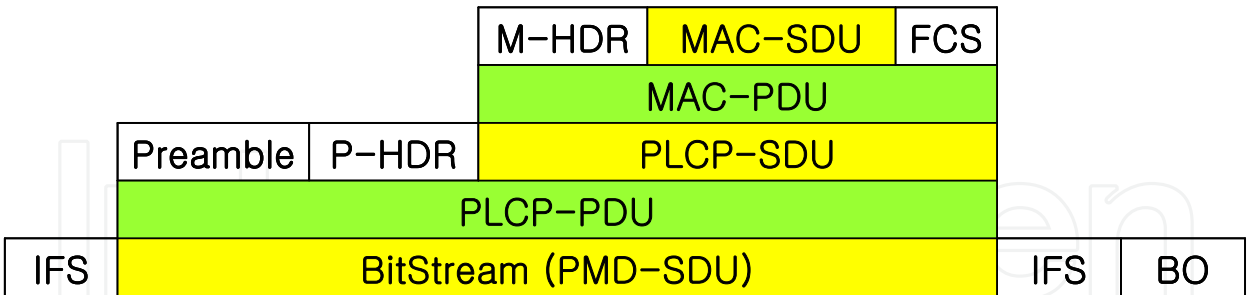 M-HDR MAC-SDU FCS
MAC-PDU
Preamble P-HDR PLCP-SDU
PLCP-PDU
IFS BitStream (PMD-SDU) IFS BO